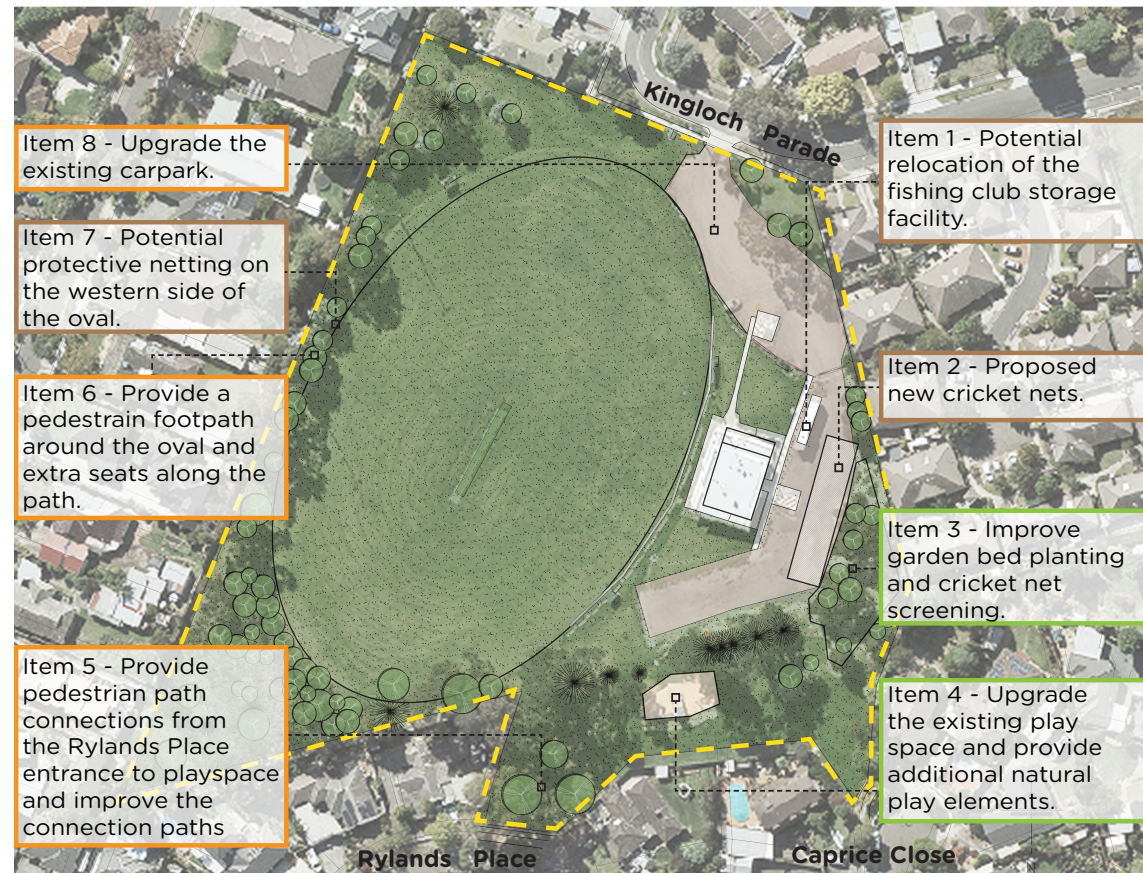 Kingloch Parade
Item 8 - Upgrade the
existing carpark.
Item 7 - Potential
protective netting on
the western side of
the oval.
Item 6 - Provide a
pedestrain footpath
around the oval and
extra seats along the
path.
Item 5 - Provide
pedestrian path
connections from
the Rylands Place
entrance to playspace
and improve the
connection paths
Item 1 - Potential
relocation of the
fishing club storage
facility.
Item 2 - Proposed
new cricket nets.
Item 3 - Improve
garden bed planting
and cricket net
screening.
Item 4 - Upgrade
the existing play
space and provide
additional natural
play elements.
Rylands Place
Caprice Close